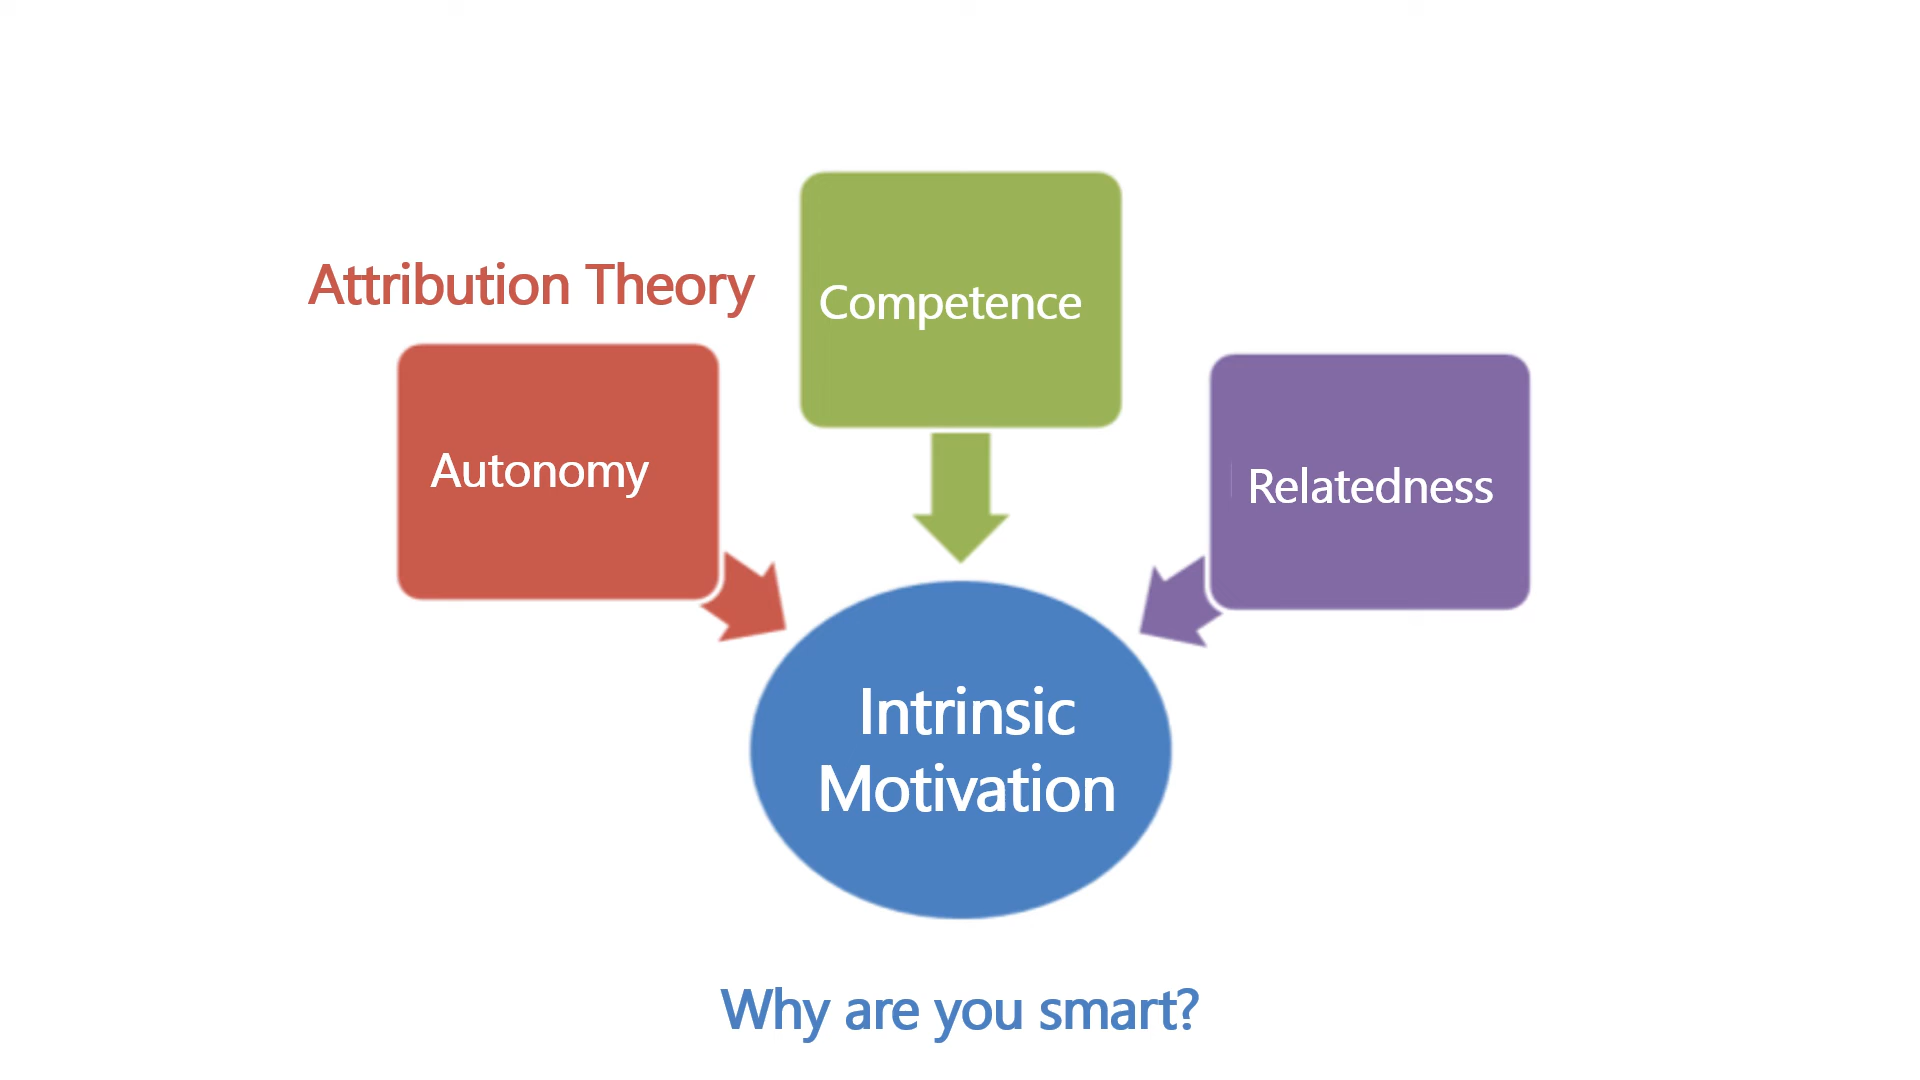 Attribution Theory
Competence
Autonomy
Relatedness
Intrinsic
Motivation
Why are you smart?